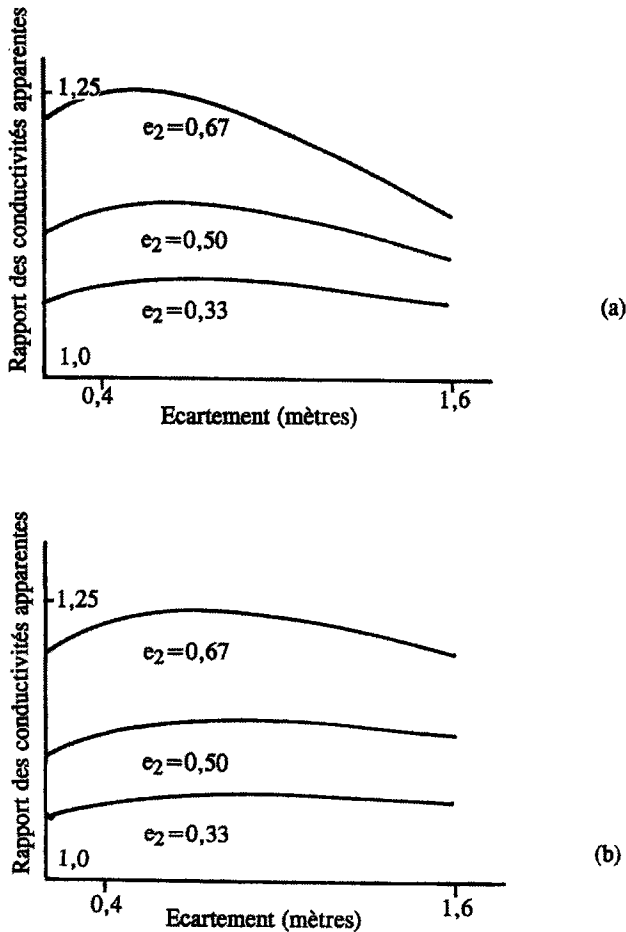 Rapport des conductivités apparentes
1,25
e2=0,67
e2=0,50
e2=0,33
1,0
0,4
1,6
Ecartement (mètres)
(a)
Rapport des conductivités apparentes
1,25
e2=0,67
e2=0,50
e2=0,33
1,0
0,4
1,6
Ecartement (mètres)
(b)